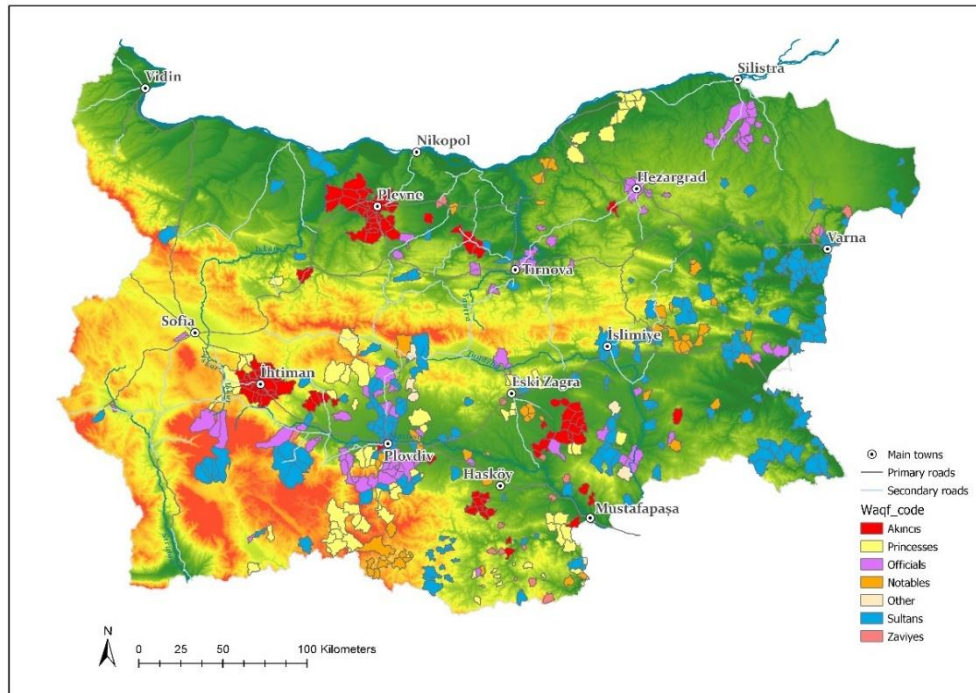 Silistra
Vidin
Nikopol
Hezargrad
Plevne
Varna
Tırnova
Sofia
İslimiye
İhtiman
Eski Zagra
Plovdiv
Hasköy
Mustafapaşa
Main towns
Primary roads
Secondary roads
Waqf_code
Akıncıs
Princesses
Officials
Notables
Other
Sultans
Zaviyes
N
0 25 50 100 Kilometers